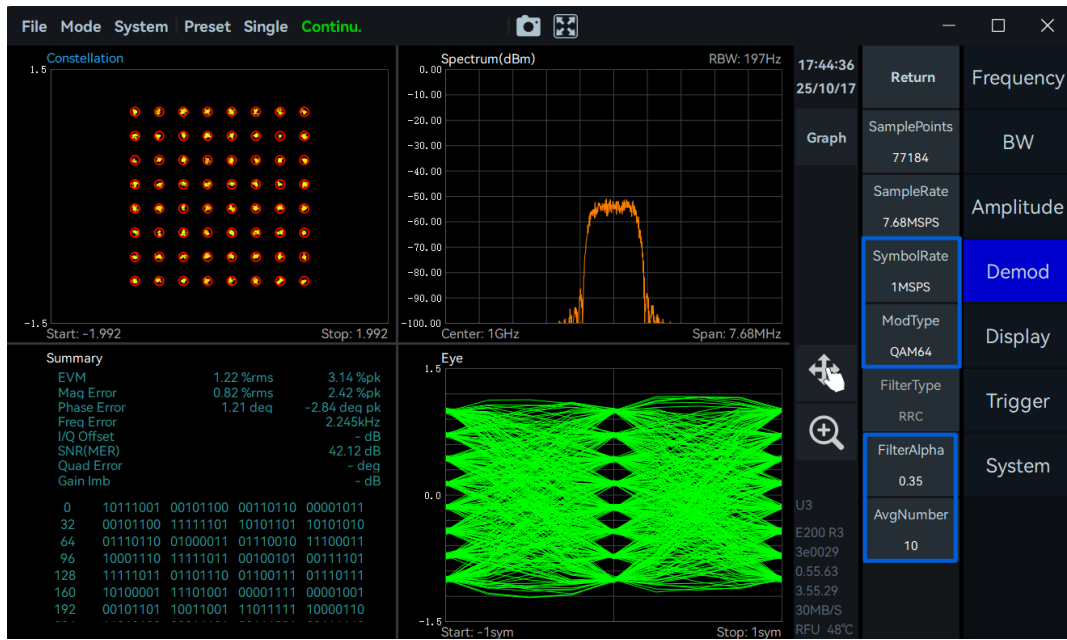 File Mode System Preset Single Continu.
Constellation
1.5
-1.5
Start: -1.992 Stop: 1.992
Spectrum(dBm) RBW: 197Hz
0.00
-10.00
-20.00
-30.00
-40.00
-50.00
-60.00
-70.00
-80.00
-90.00
-100.00
Center: 1GHz Span: 7.68MHz
Summary
EVM 1.22 %rms 3.14 %pk
Mag Error 0.82 %rms 2.42 %pk
Phase Error 1.21 deg -2.84 deg pk
Freq Error 2.245kHz
I/Q Offset - dB
SNR(MER) 42.12 dB
Quad Error - deg
Gain Imb - dB
0 10111001 00101100 00110110 00001011
32 00101100 11111101 10101101 10101010
64 01110110 01000011 01110010 11100011
96 10001110 11111011 00100101 00111101
128 11111011 01101110 01100111 01110111
160 10100001 11101001 00001111 00001001
192 00101101 10011001 11011111 10000110
Eye
1.5
0.0
-1.5
Start: -1sym Stop: 1sym
17:44:36
25/10/17
Graph
U3
E200 R3
3e0029
0.55.63
3.55.29
30MB/S
RFU 48°C
Return
SamplePoints
77184
SampleRate
7.68MSPS
SymbolRate
1MSPS
ModType
QAM64
FilterType
RRC
FilterAlpha
0.35
AvgNumber
10
Frequency
BW
Amplitude
Demod
Display
Trigger
System